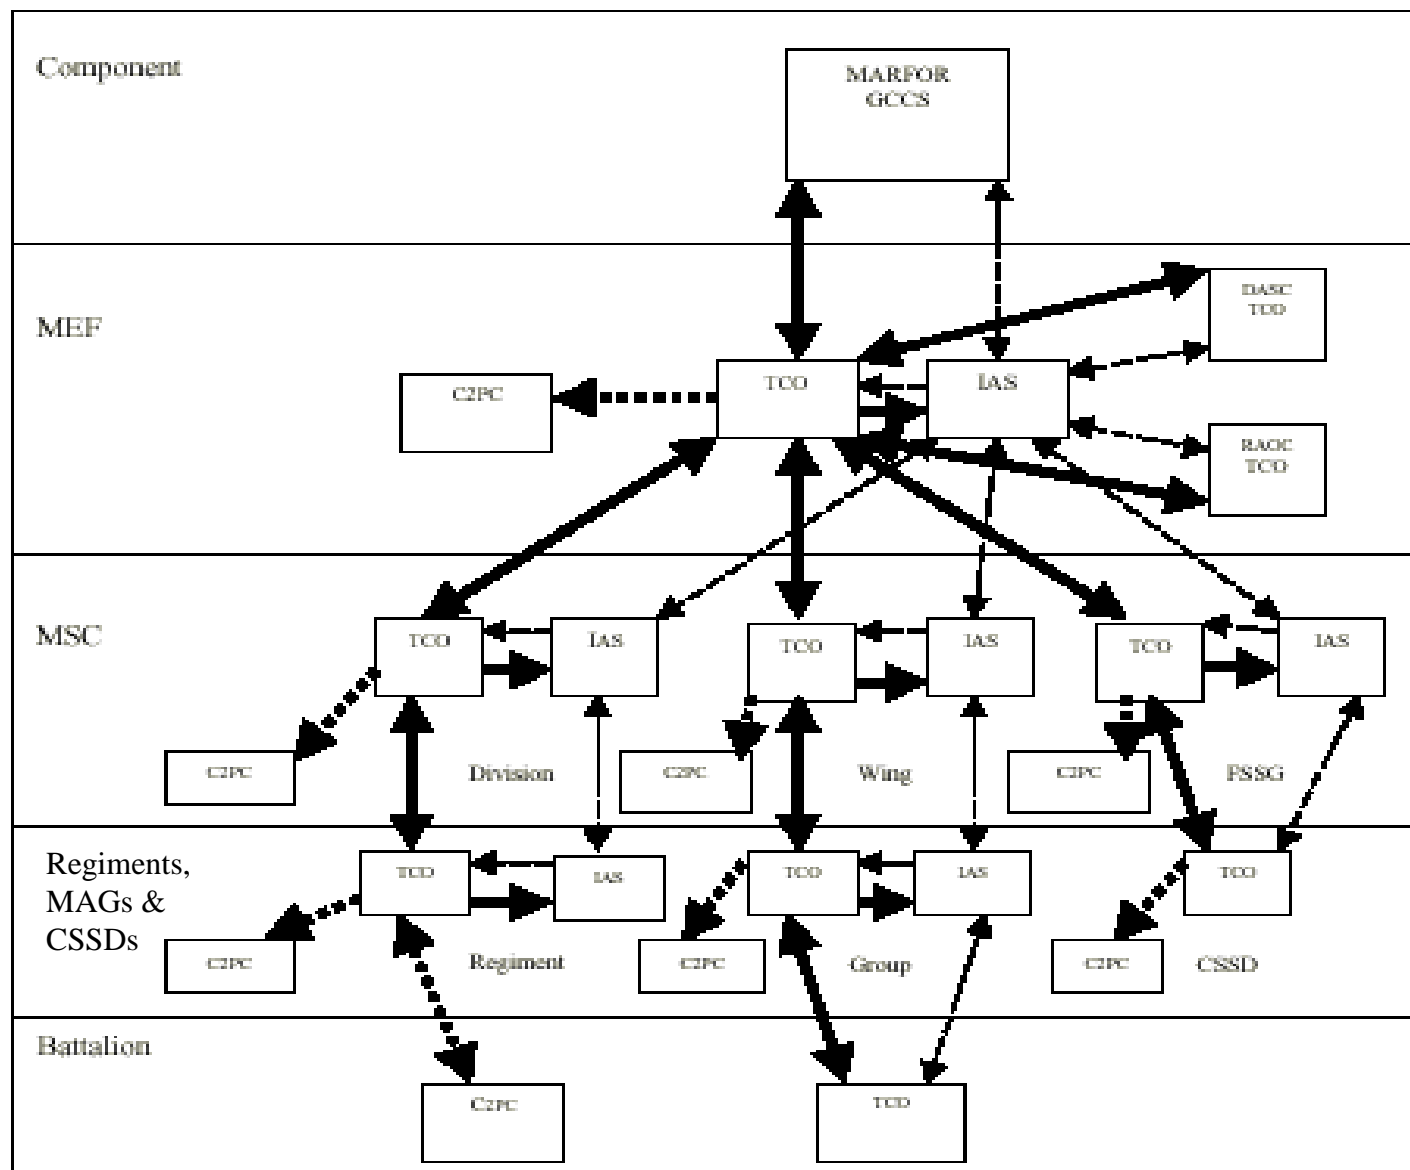 Component
MARFOR
GCCS
MEF
DASC
TCO
TCO
IAS
C2PC
RAOC
TCO
MSC
TCO
IAS
TCO
IAS
TCO
IAS
C2PC
Division
C2PC
Wing
C2PC
FSSG
Regiments,
MAGs &
CSSDs
TCO
IAS
TCO
IAS
TCO
C2PC
Regiment
C2PC
Group
C2PC
CSSD
Battalion
C2PC
TCO